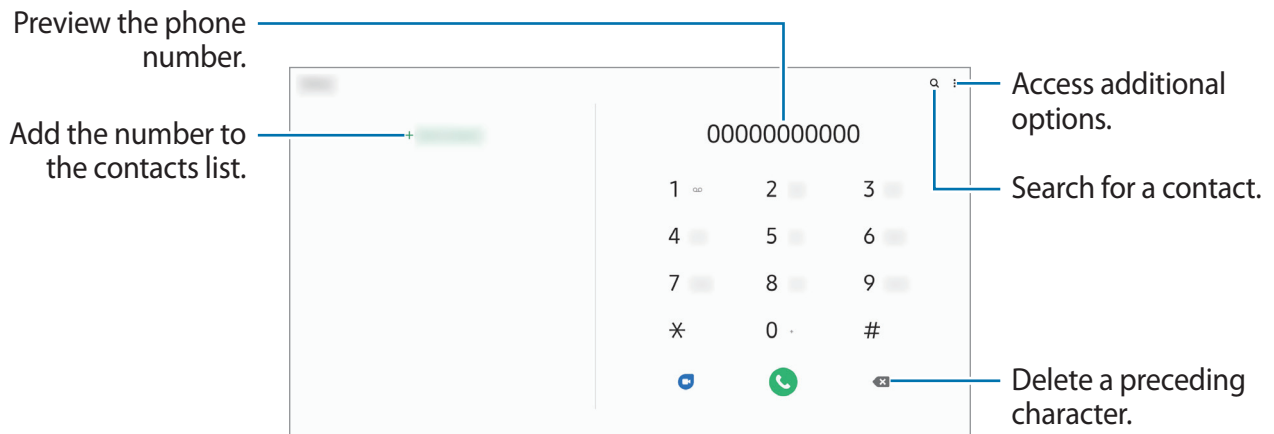 Preview the phone
number.
Add the number to
the contacts list.
Access additional
options.
Search for a contact.
Delete a preceding
character.
+
00000000000
1 2 3
4 5 6
7 8 9
* 0 #